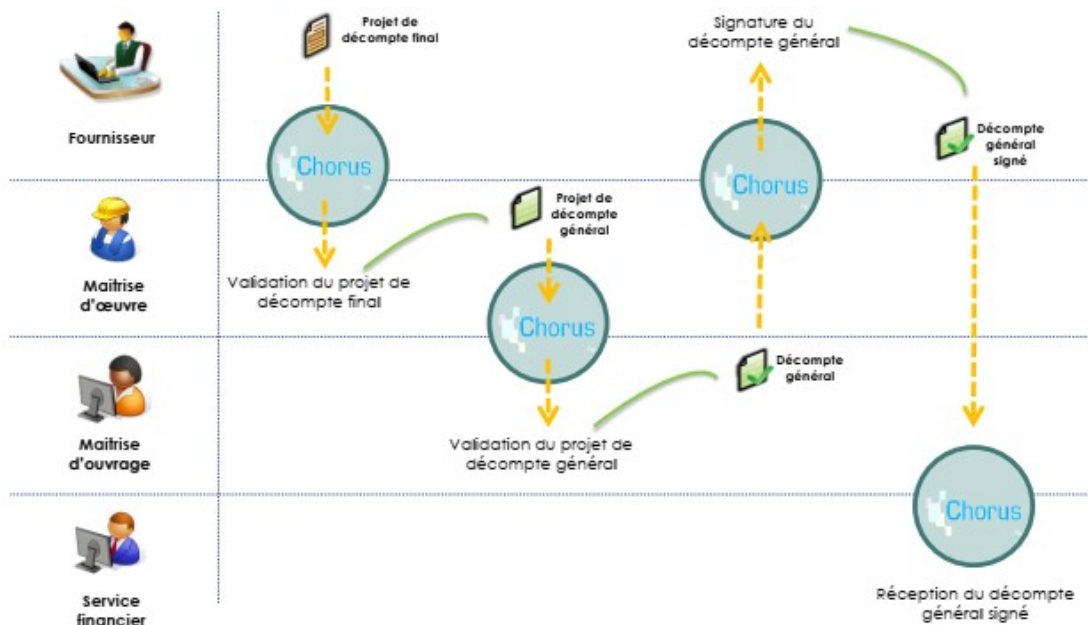 Projet de
décompte final
Signature du
décompte général
Fournisseur
Chorus
Décompte
général
signé
Chorus
Projet de
décompte
général
Maitrise
d'œuvre
Validation du projet de
décompte final
Chorus
Décompte
général
Maitrise
d'ouvrage
Validation du projet de
décompte général
Chorus
Service
financier
Réception du décompte
général signé